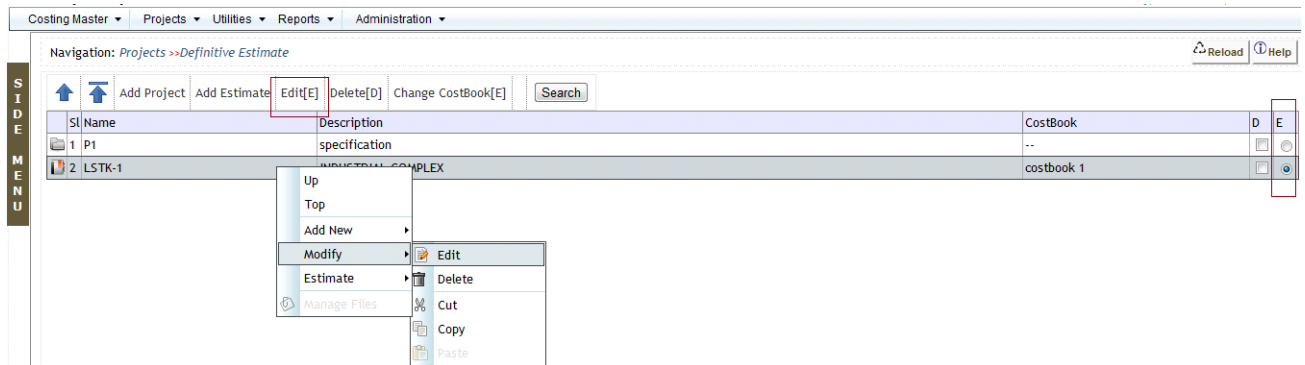 Costing Master Projects Utilities Reports Administration
Navigation: Projects >>Definitive Estimate
Reload Help
SIDE MENU
Add Project Add Estimate Edit[E] Delete[D] Change CostBook[E] Search
Sl Name Description CostBook D E
1 P1 specification --
2 LSTK-1 INDUSTRIAL COMPLEX costbook 1
Up
Top
Add New
Modify
Estimate
Manage Files
Edit
Delete
Cut
Copy
Paste